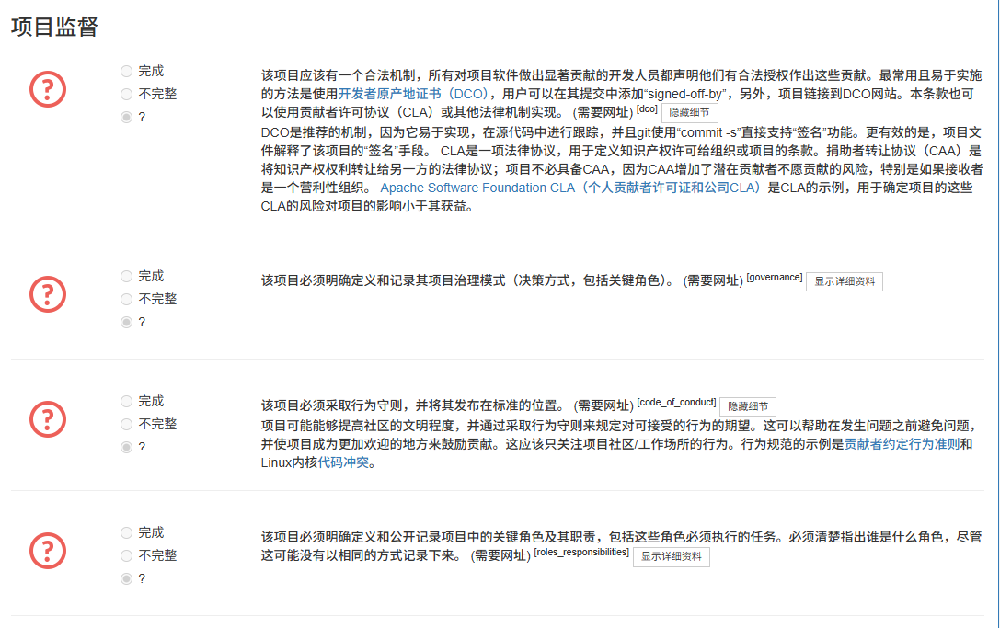 项目监督
完成
不完整
?
该项目应该有一个合法机制，所有对项目软件做出显著贡献的开发人员都声明他们有合法授权作出这些贡献。最常用且易于实施
的方法是使用开发者原产地证书（DCO），用户可以在其提交中添加“signed-off-by”，另外，项目链接到DCO网站。本条款也可
以使用贡献者许可协议（CLA）或其他法律机制实现。 (需要网址) [dco] 隐藏细节
DCO是推荐的机制，因为它易于实现，在源代码中进行跟踪，并且git使用“commit -s”直接支持“签名”功能。更有效的是，项目文
件解释了该项目的“签名”手段。 CLA是一项法律协议，用于定义知识产权许可给组织或项目的条款。捐助者转让协议（CAA）是
将知识产权权利转让给另一方的法律协议；项目不必具备CAA，因为CAA增加了潜在贡献者不愿贡献的风险，特别是如果接收者
是一个营利性组织。 Apache Software Foundation CLA（个人贡献者许可证和公司CLA）是CLA的示例，用于确定项目的这些
CLA的风险对项目的影响小于其获益。
完成
不完整
?
该项目必须明确定义和记录其项目治理模式（决策方式，包括关键角色）。 (需要网址) [governance] 显示详细资料
完成
不完整
?
该项目必须采取行为守则，并将其发布在标准的位置。 (需要网址) [code_of_conduct] 隐藏细节
项目可能能够提高社区的文明程度，并通过采取行为守则来规定对可接受的行为的期望。这可以帮助在发生问题之前避免问题，
并使项目成为更加欢迎的地方来鼓励贡献。这应该只关注项目社区/工作场所的行为。行为规范的示例是贡献者约定行为准则和
Linux内核代码冲突。
完成
不完整
?
该项目必须明确定义和公开记录项目中的关键角色及其职责，包括这些角色必须执行的任务。必须清楚指出谁是什么角色，尽管
这可能没有以相同的方式记录下来。 (需要网址) [roles_responsibilities] 显示详细资料